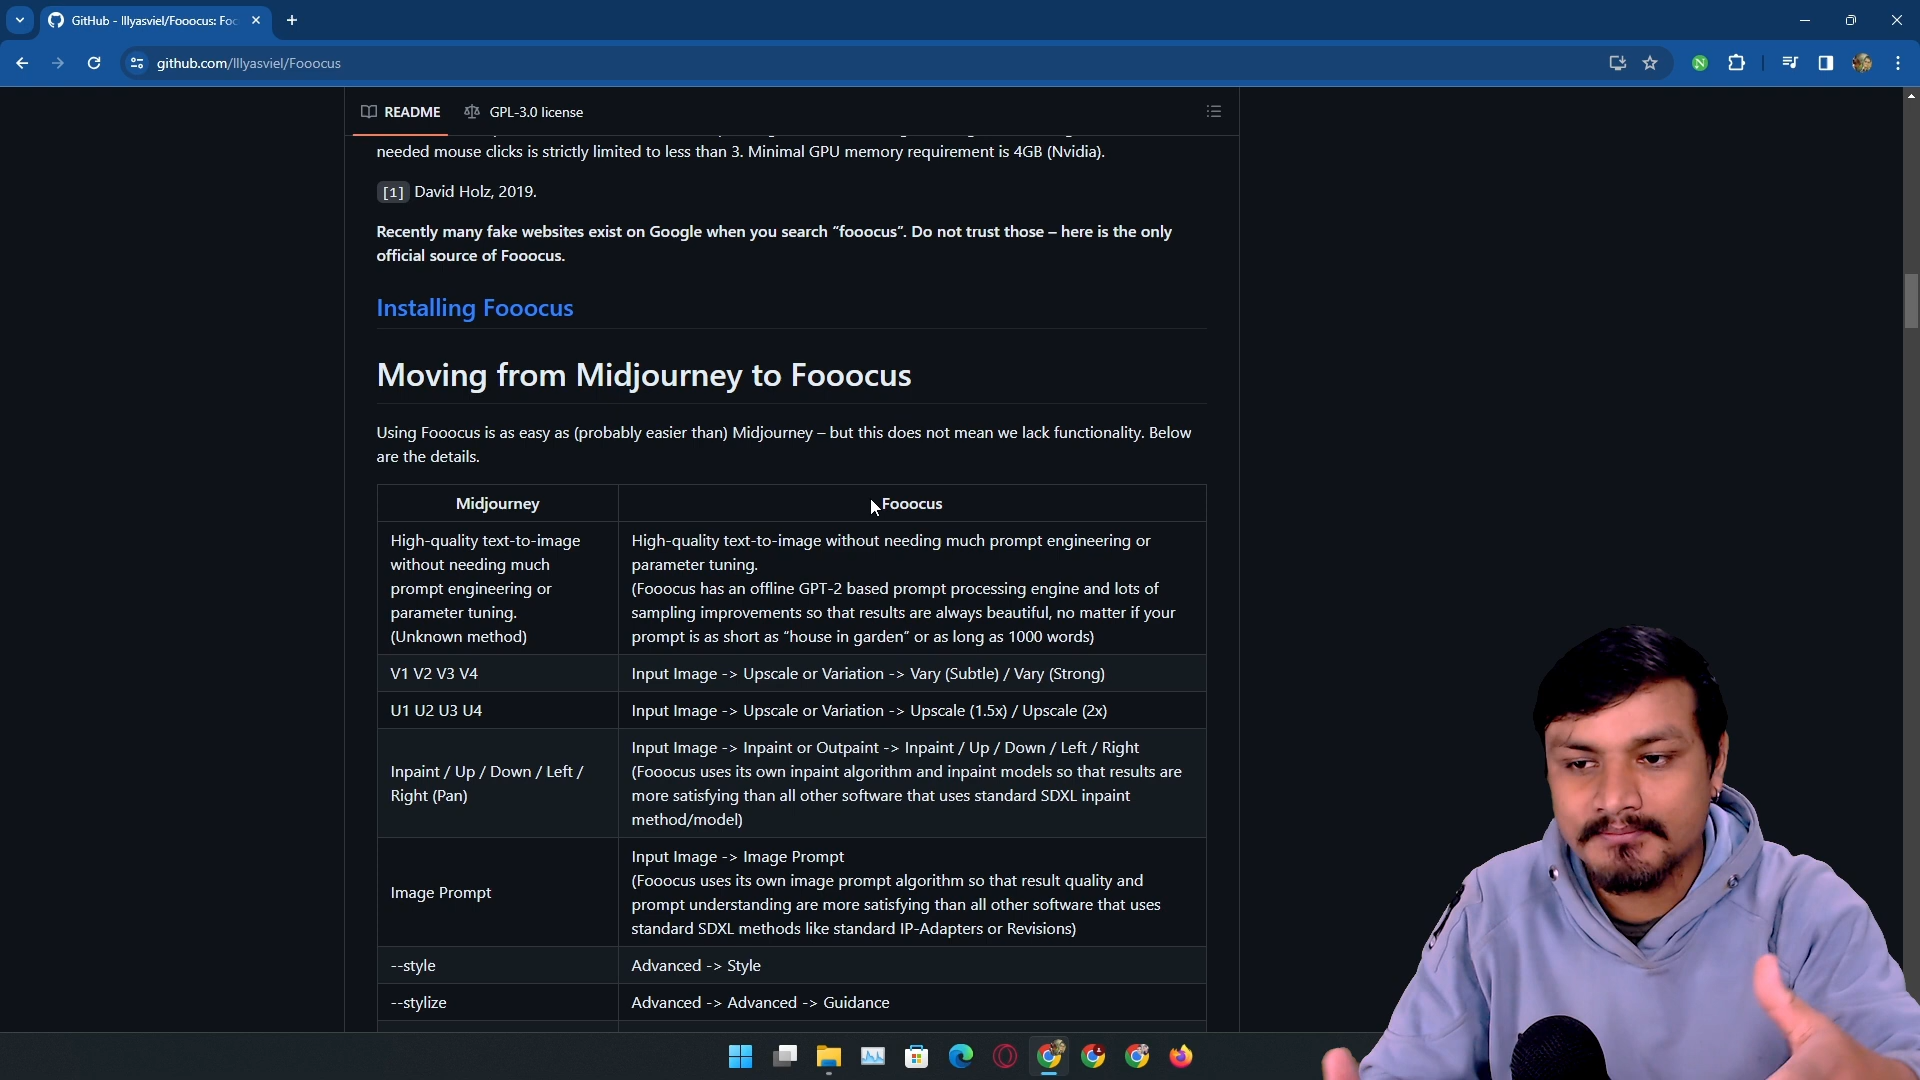 GitHub - lllyasviel/Fooocus: Foo
github.com/lllyasviel/Fooocus
README
GPL-3.0 license
needed mouse clicks is strictly limited to less than 3. Minimal GPU memory requirement is 4GB (Nvidia).
[1] David Holz, 2019.
Recently many fake websites exist on Google when you search “fooocus”. Do not trust those – here is the only
official source of Fooocus.
Installing Fooocus
Moving from Midjourney to Fooocus
Using Fooocus is as easy as (probably easier than) Midjourney – but this does not mean we lack functionality. Below
are the details.
Midjourney
Fooocus
High-quality text-to-image
without needing much
prompt engineering or
parameter tuning.
(Unknown method)
High-quality text-to-image without needing much prompt engineering or
parameter tuning.
(Fooocus has an offline GPT-2 based prompt processing engine and lots of
sampling improvements so that results are always beautiful, no matter if your
prompt is as short as “house in garden” or as long as 1000 words)
V1 V2 V3 V4
Input Image -> Upscale or Variation -> Vary (Subtle) / Vary (Strong)
U1 U2 U3 U4
Input Image -> Upscale or Variation -> Upscale (1.5x) / Upscale (2x)
Inpaint / Up / Down / Left /
Right (Pan)
Input Image -> Inpaint or Outpaint -> Inpaint / Up / Down / Left / Right
(Fooocus uses its own inpaint algorithm and inpaint models so that results are
more satisfying than all other software that uses standard SDXL inpaint
method/model)
Image Prompt
Input Image -> Image Prompt
(Fooocus uses its own image prompt algorithm so that result quality and
prompt understanding are more satisfying than all other software that uses
standard SDXL methods like standard IP-Adapters or Revisions)
--style
Advanced -> Style
--stylize
Advanced -> Advanced -> Guidance